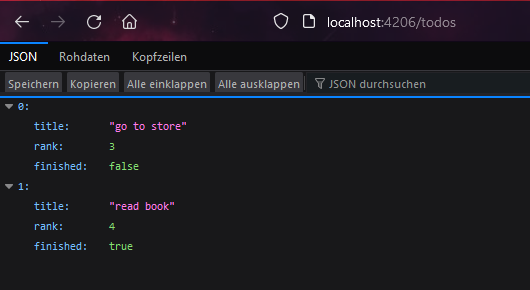 localhost:4206/todos
JSON Rohdaten Kopfzeilen
Speichern Kopieren Alle einklappen Alle ausklappen JSON durchsuchen
0:
title: "go to store"
rank: 3
finished: false
1:
title: "read book"
rank: 4
finished: true